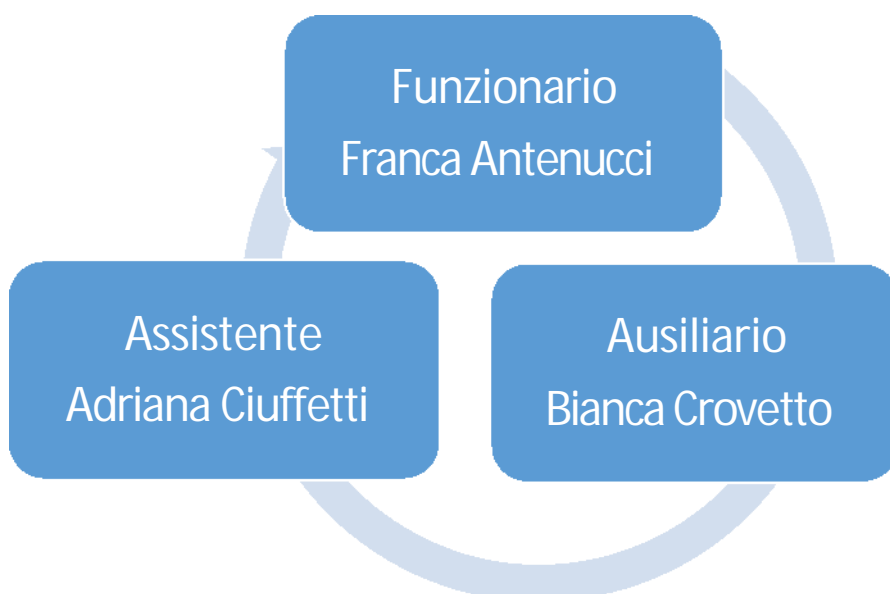 Funzionario
Franca Antenucci
Assistente
Adriana Ciuffetti
Ausiliario
Bianca Crovetto